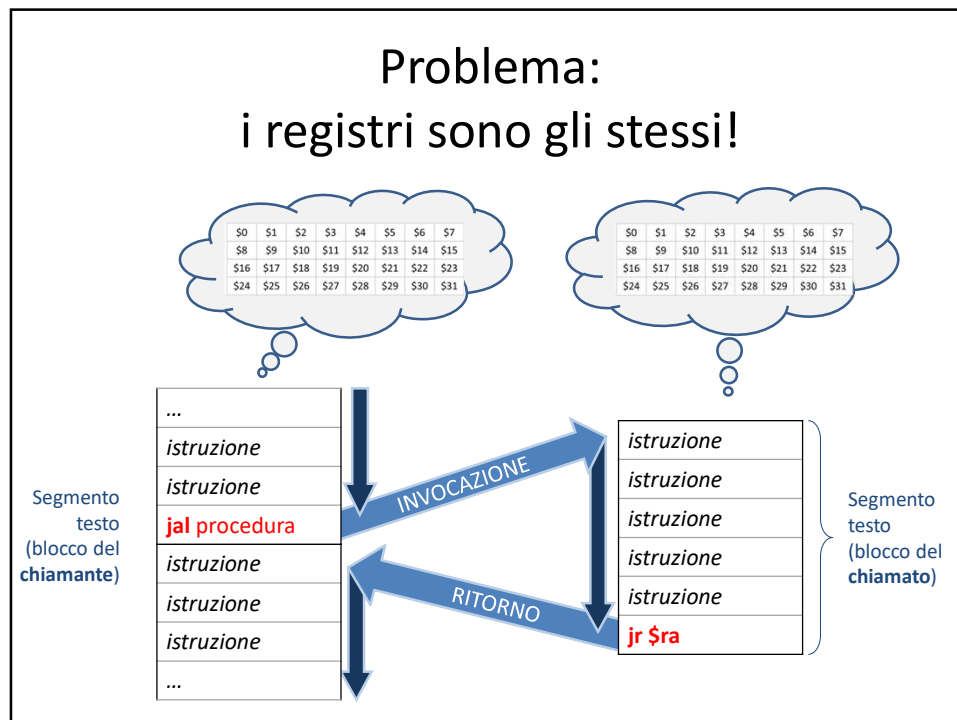 Problema:
i registri sono gli stessi!
$0 $1 $2 $3 $4 $5 $6 $7
$8 $9 $10 $11 $12 $13 $14 $15
$16 $17 $18 $19 $20 $21 $22 $23
$24 $25 $26 $27 $28 $29 $30 $31
$0 $1 $2 $3 $4 $5 $6 $7
$8 $9 $10 $11 $12 $13 $14 $15
$16 $17 $18 $19 $20 $21 $22 $23
$24 $25 $26 $27 $28 $29 $30 $31
Segmento
testo
(blocco del
chiamante)
...
istruzione
istruzione
jal procedura
istruzione
istruzione
istruzione
...
INVOCAZIONE
RITORNO
istruzione
istruzione
istruzione
istruzione
istruzione
jr $ra
Segmento
testo
(blocco del
chiamato)